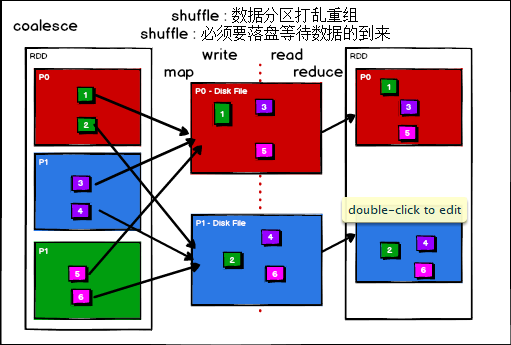 coalesce
shuffle : 数据分区打乱重组
shuffle : 必须要落盘等待数据的到来
write
read
map
reduce
RDD
P0
1
2
P1
3
4
P1
5
6
P0 - Disk File
1
3
5
P1 - Disk File
4
2
6
RDD
P0
1
3
5
double-click to edit
2
4
6